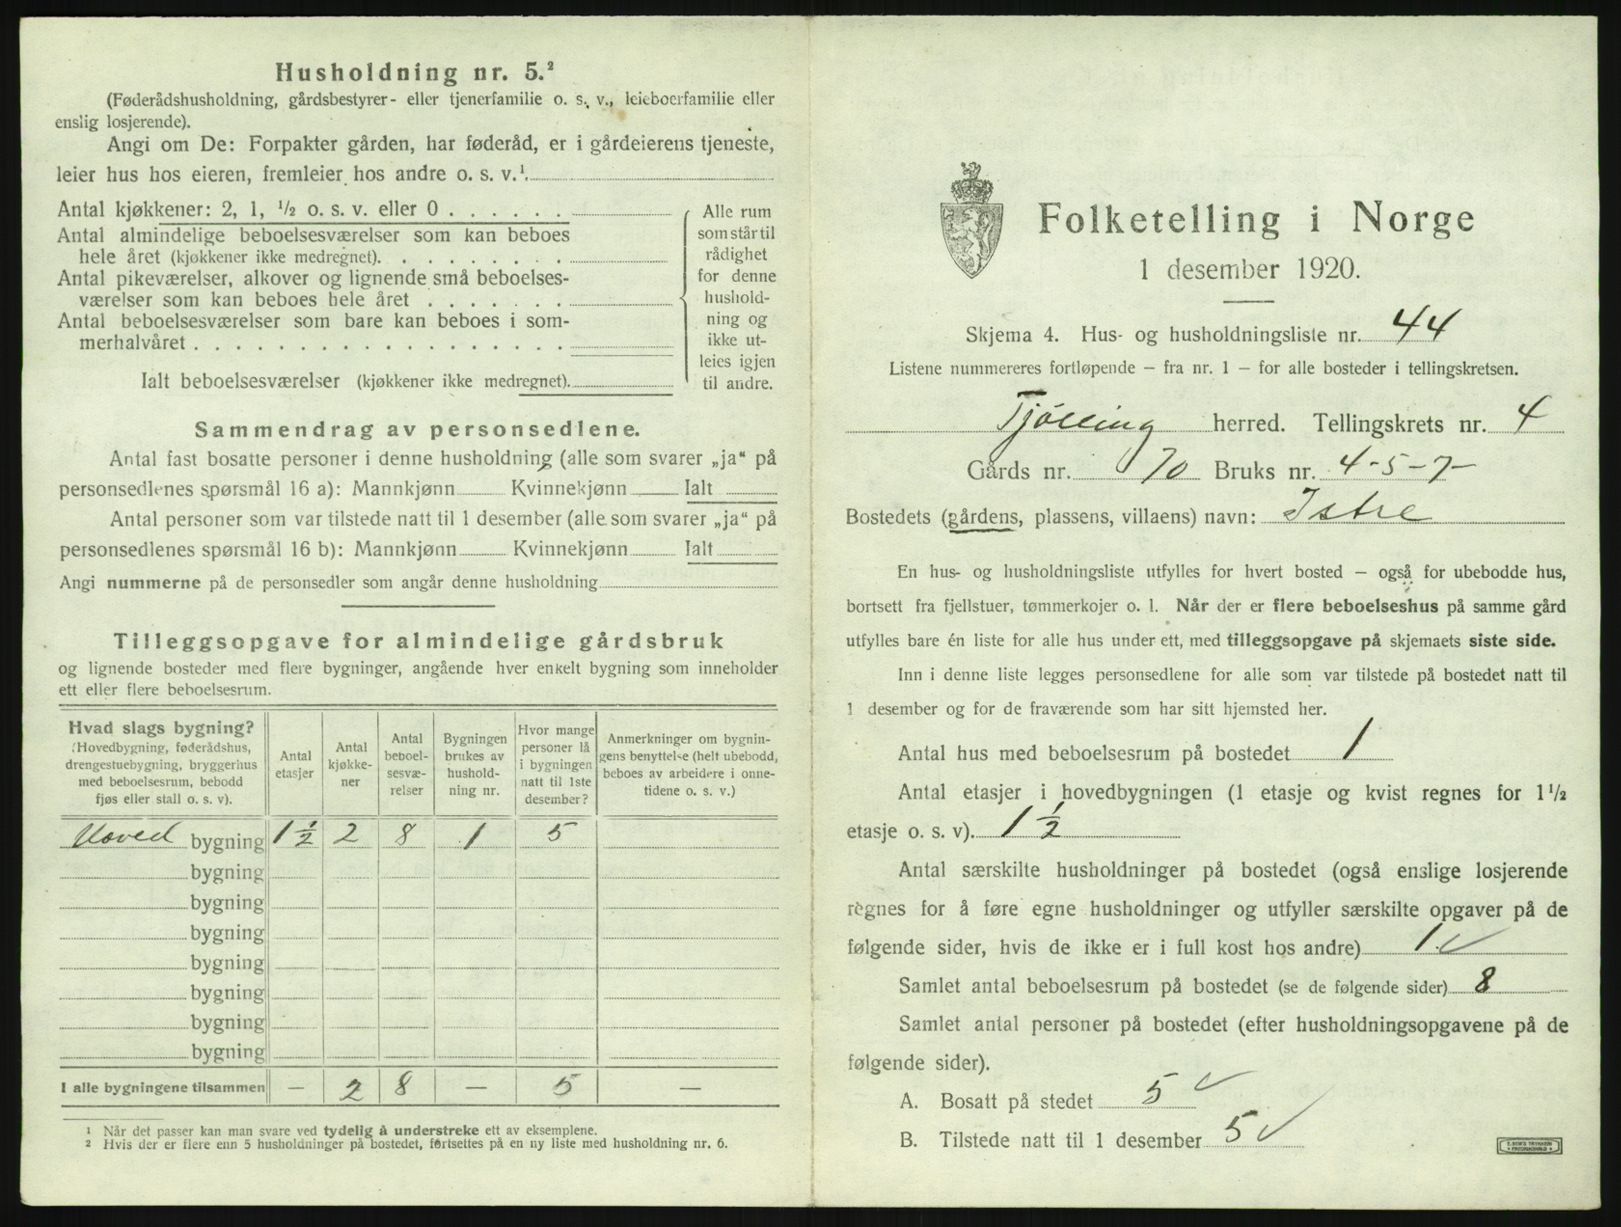 Husholdning nr. 5.²
(Føderådshusholdning, gårdsbestyrer- eller tjenerfamilie o. s. v., leieboerfamilie eller
enslig losjerende).
Angi om De: Forpakter gården, har føderåd, er i gårdeierens tjeneste,
leier hus hos eieren, fremleier hos andre o. s. v.¹
Antal kjøkkener: 2, 1, ½ o. s. v. eller 0 . . . . . .
Antal almindelige beboelsesværelser som kan beboes
hele året (kjøkkener ikke medregnet). . . . . . . . .
Antal pikeværelser, alkover og lignende små beboelses-
værelser som kan beboes hele året . . . . . . .
Antal beboelsesværelser som bare kan beboes i som-
merhalvåret . . . . . . . . . . . . . . . . . .
Ialt beboelsesværelser (kjøkkener ikke medregnet).
Alle rum
som står til
rådighet
for denne
hushold-
ning og
ikke ut-
leies igjen
til andre.
Sammendrag av personsedlene.
Antal fast bosatte personer i denne husholdning (alle som svarer „ja“ på
personsedlenes spørsmål 16 a): Mannkjønn Kvinnekjønn Ialt
Antal personer som var tilstede natt til 1 desember (alle som svarer „ja“ på
personsedlenes spørsmål 16 b): Mannkjønn Kvinnekjønn Ialt
Angi nummerne på de personsedler som angår denne husholdning
Tilleggsopgave for almindelige gårdsbruk
og lignende bosteder med flere bygninger, angående hver enkelt bygning som inneholder
ett eller flere beboelsesrum.
Hvad slags bygning?
(Hovedbygning, føderådshus,
drengestuebygning, bryggerhus
med beboelsesrum, bebodd
fjøs eller stall o. s. v).
Antal
etasjer
Antal
kjøkke-
ner
Antal
beboel-
sesvæ-
relser
Bygningen
brukes av
hushold-
ning nr.
Hvor mange
personer lå
i bygningen
natt til 1ste
desember?
Anmerkninger om bygnin-
gens benyttelse (helt ubebodd,
beboes av arbeidere i onne-
tidene o. s. v.)
Hoved bygning 1 ½ 2 8 1 5
bygning
bygning
bygning
bygning
bygning
bygning
bygning
I alle bygningene tilsammen — 2 8 — 5 —
¹ Når det passer kan man svare ved tydelig å understreke ett av eksemplene.
² Hvis der er flere enn 5 husholdninger på bostedet, fortsettes på en ny liste med husholdning nr. 6.
Folketelling i Norge
1 desember 1920.
Skjema 4. Hus- og husholdningsliste nr. 44
Listene nummereres fortløpende — fra nr. 1 — for alle bosteder i tellingskretsen.
Tjølling herred. Tellingskrets nr. 4
Gårds nr. 70 Bruks nr. 4-5-7-
Bostedets (gårdens, plassens, villaens) navn: Istre
En hus- og husholdningsliste utfylles for hvert bosted — også for ubebodde hus,
bortsett fra fjellstuer, tømmerkojer o. l. Når der er flere beboelseshus på samme gård
utfylles bare én liste for alle hus under ett, med tilleggsopgave på skjemaets siste side.
Inn i denne liste legges personsedlene for alle som var tilstede på bostedet natt til
1 desember og for de fraværende som har sitt hjemsted her.
Antal hus med beboelsesrum på bostedet 1
Antal etasjer i hovedbygningen (1 etasje og kvist regnes for 1½
etasje o. s. v). 1 ½
Antal særskilte husholdninger på bostedet (også enslige losjerende
regnes for å føre egne husholdninger og utfyller særskilte opgaver på de
følgende sider, hvis de ikke er i full kost hos andre) 1 ✓
Samlet antal beboelsesrum på bostedet (se de følgende sider) 8
Samlet antal personer på bostedet (efter husholdningsopgavene på de
følgende sider).
A. Bosatt på stedet 5 ✓
B. Tilstede natt til 1 desember 5 ✓